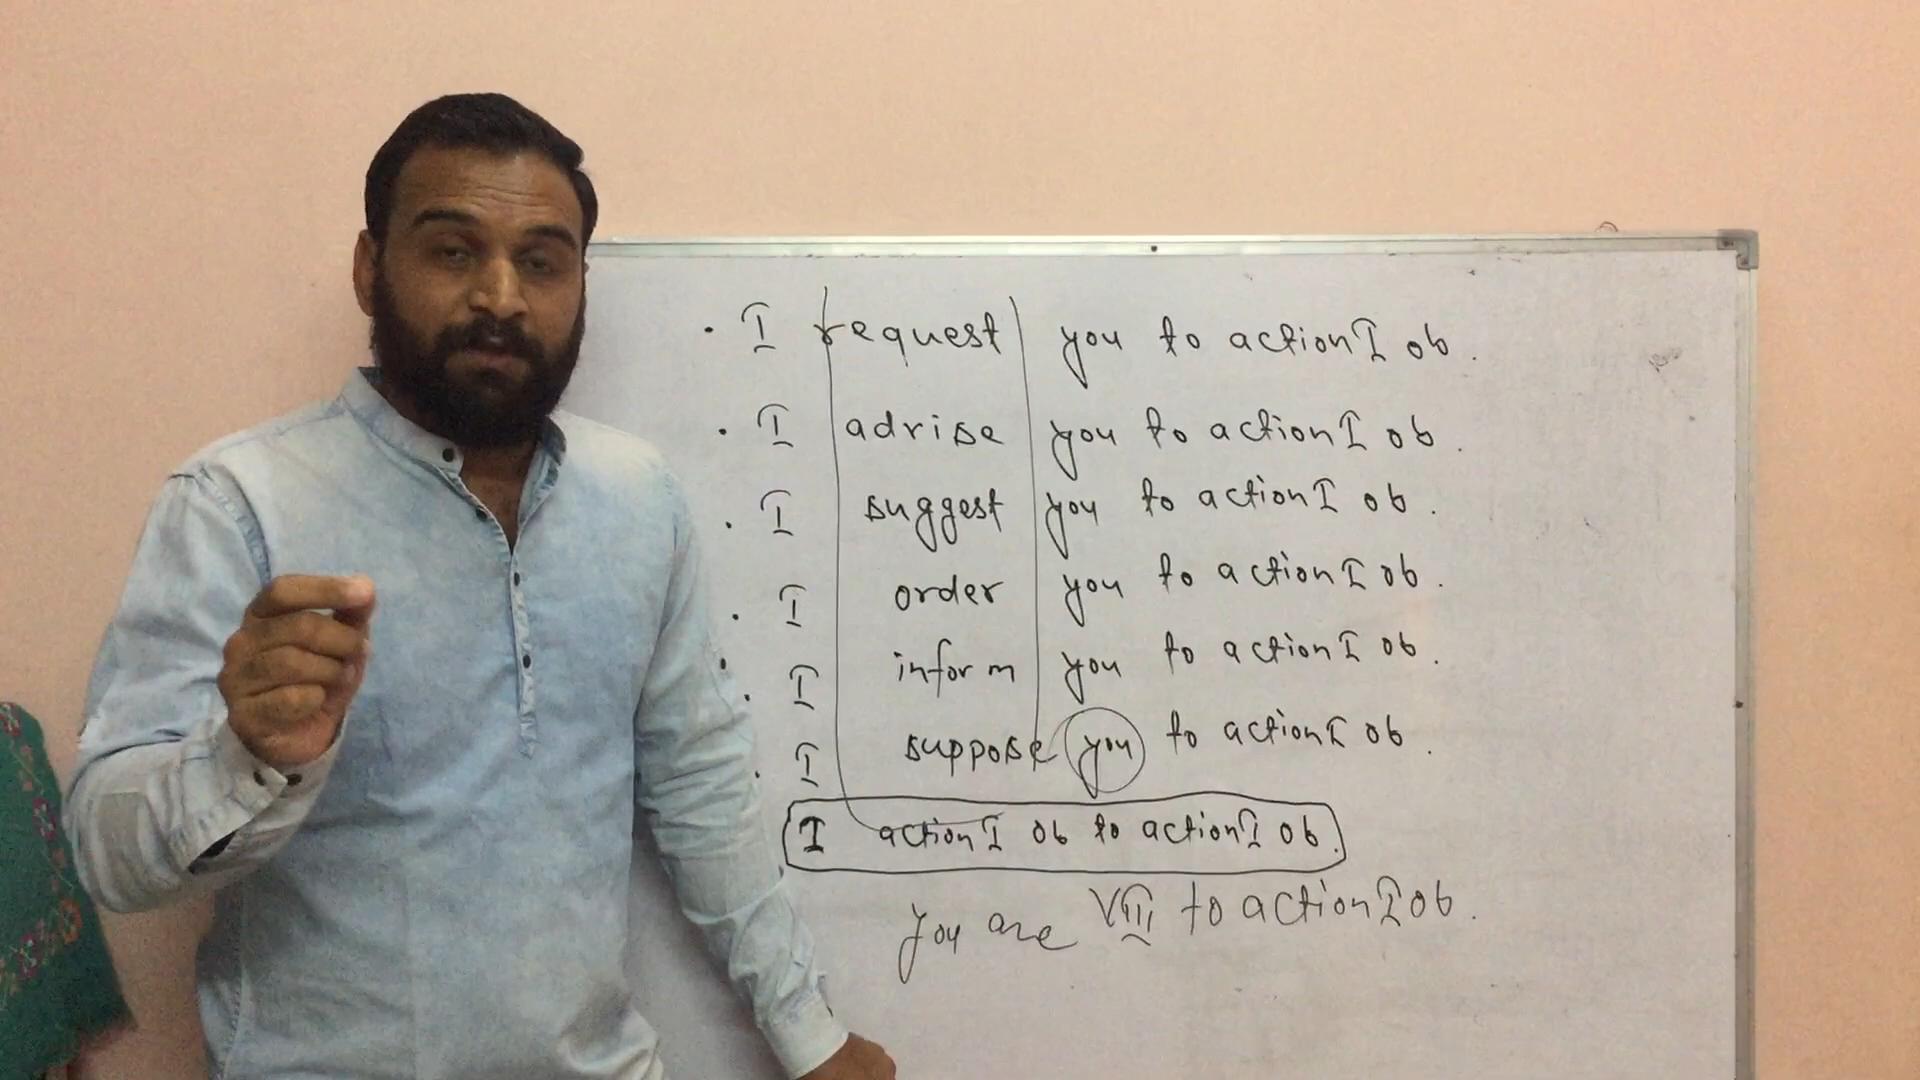 · I request you to action I ob.
· I advise you to action I ob.
· I suggest you to action I ob.
· I order you to action I ob.
· I inform you to action I ob.
· I suppose you to action I ob.
I action I ob to action I ob.
you are VIII to action I ob.